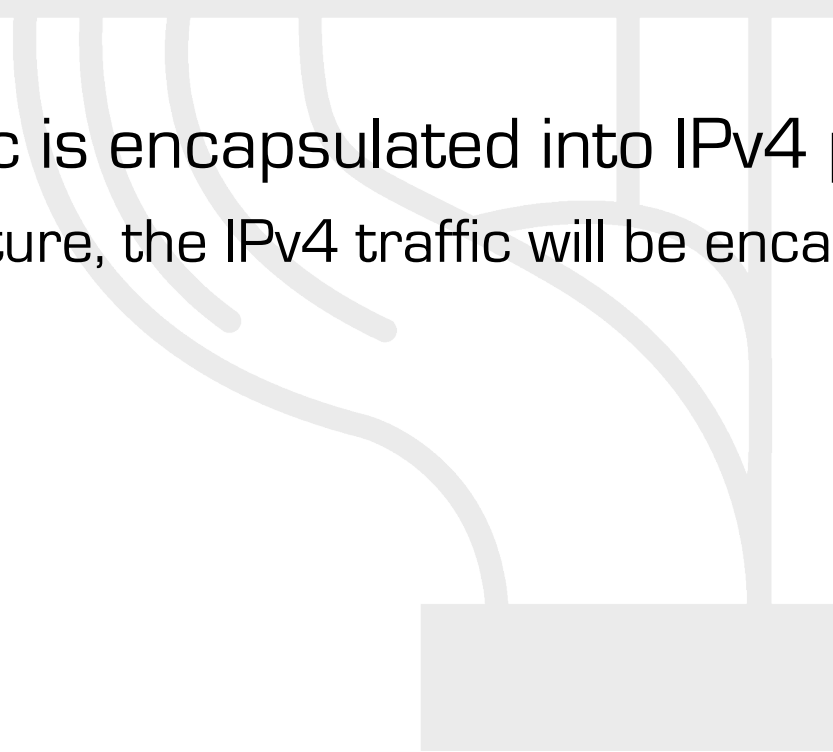 c is encapsulated into IPv4
ture, the IPv4 traffic will be enca